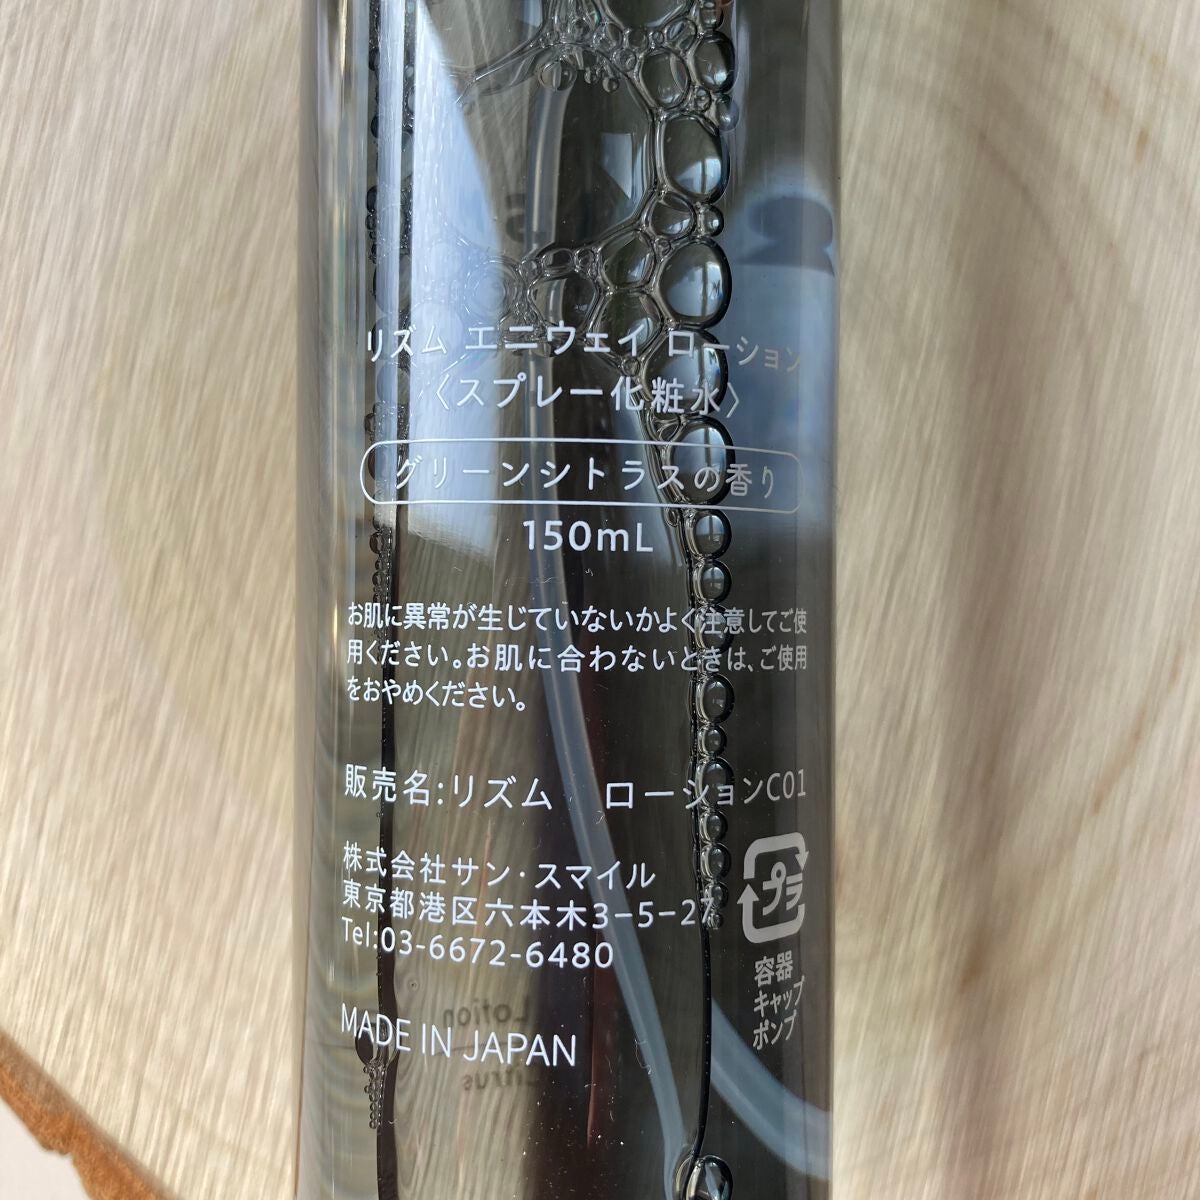 リズム エニウェイ ローション
〈スプレー化粧水〉
グリーンシトラスの香り
150mL
お肌に異常が生じていないかよく注意してご使
用ください。お肌に合わないときは、ご使用
をおやめください。
販売名:リズム　ローションC01
株式会社サン・スマイル
東京都港区六本木3-5-27
Tel:03-6672-6480
MADE IN JAPAN
プラ
容器
キャップ
ポンプ
Lotion
Citrus